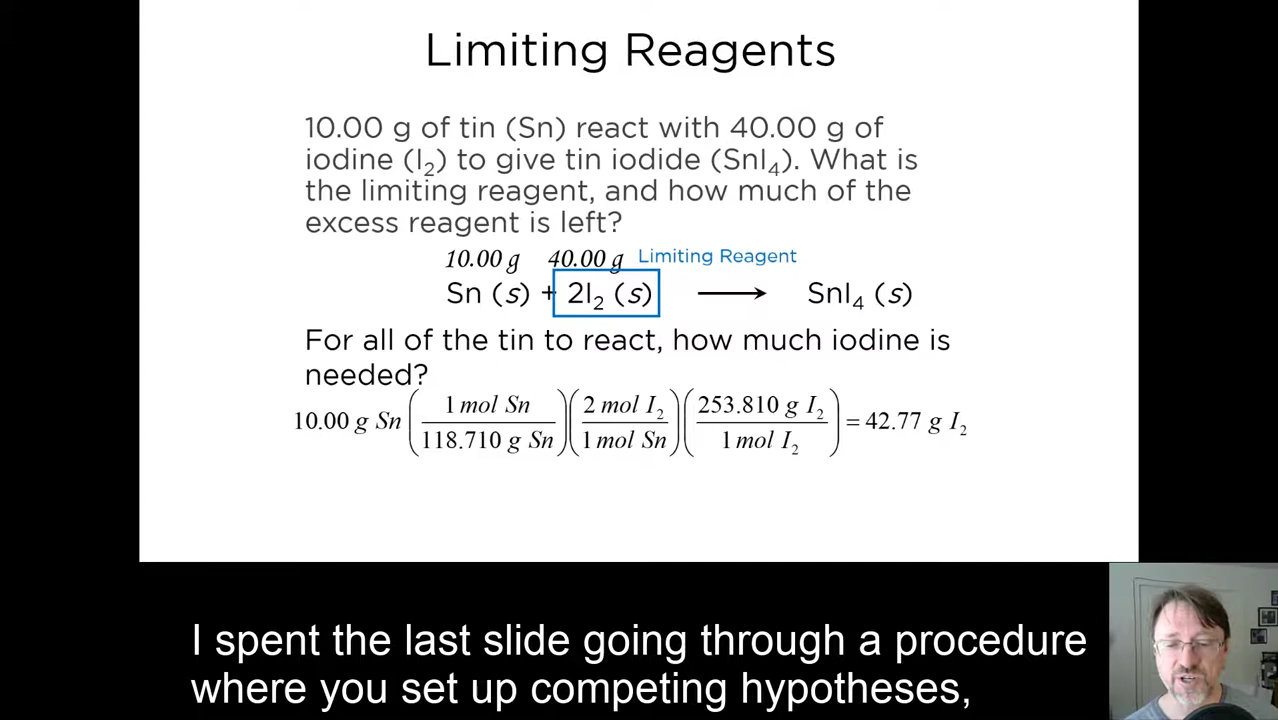 Limiting Reagents
10.00 g of tin (Sn) react with 40.00 g of
iodine (I₂) to give tin iodide (SnI₄). What is
the limiting reagent, and how much of the
excess reagent is left?
10.00 g 40.00 g Limiting Reagent
Sn (s) + 2I₂ (s) ⟶ SnI₄ (s)
For all of the tin to react, how much iodine is
needed?
10.00 g Sn (1 mol Sn / 118.710 g Sn) (2 mol I₂ / 1 mol Sn) (253.810 g I₂ / 1 mol I₂) = 42.77 g I₂
I spent the last slide going through a procedure
where you set up competing hypotheses,